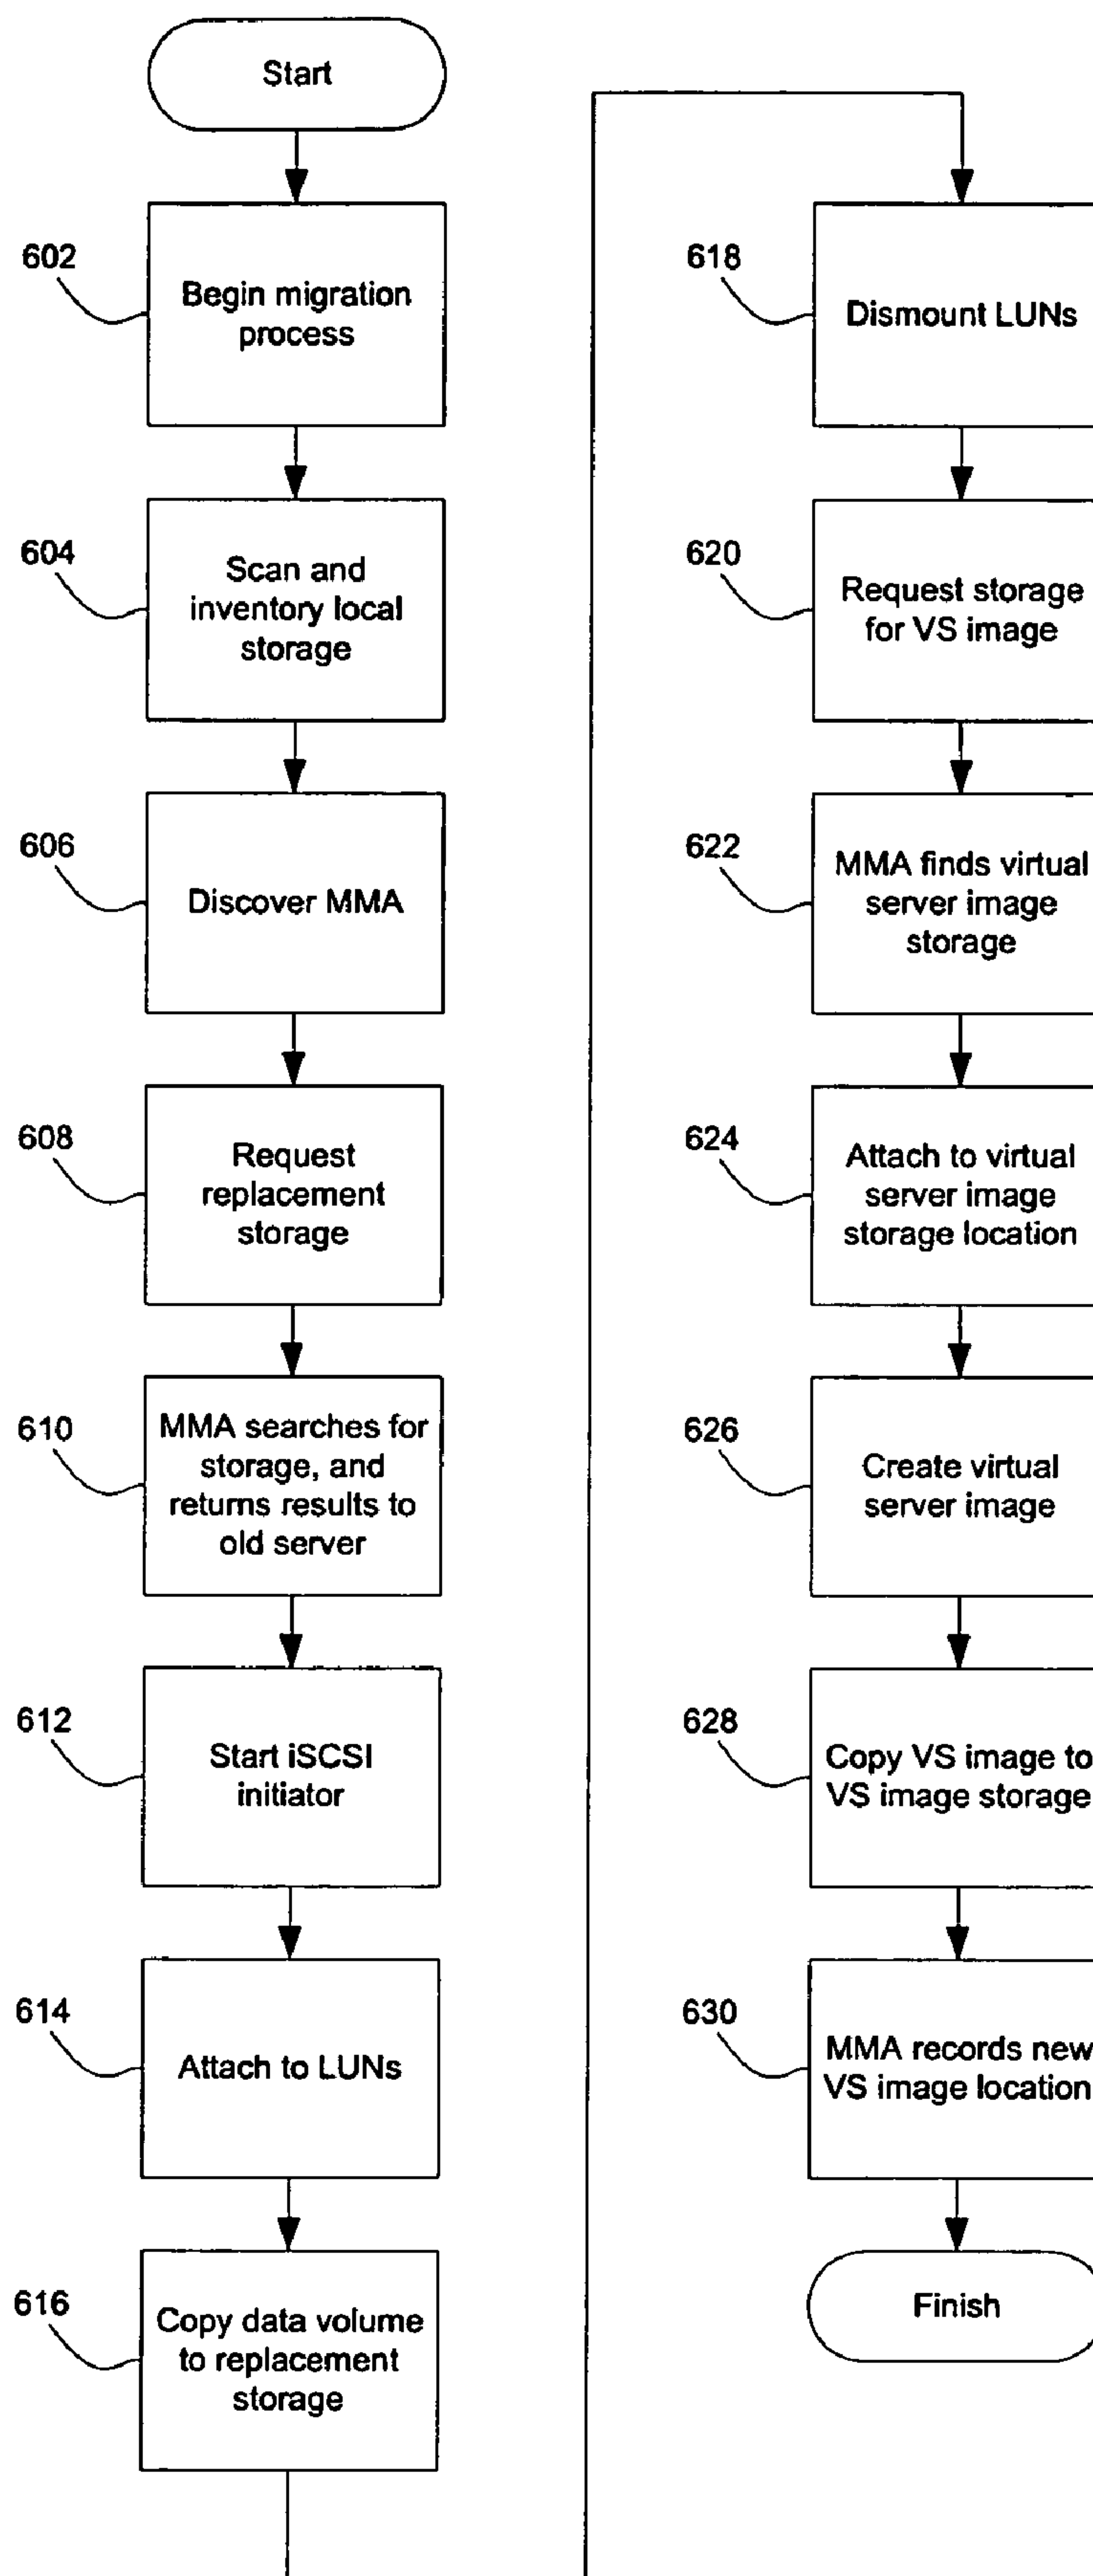 Start
602
Begin migration
process
604
Scan and
inventory local
storage
606
Discover MMA
608
Request
replacement
storage
610
MMA searches for
storage, and
returns results to
old server
612
Start iSCSI
initiator
614
Attach to LUNs
616
Copy data volume
to replacement
storage
618
Dismount LUNs
620
Request storage
for VS image
622
MMA finds virtual
server image
storage
624
Attach to virtual
server image
storage location
626
Create virtual
server image
628
Copy VS image to
VS image storage
630
MMA records new
VS image location
Finish